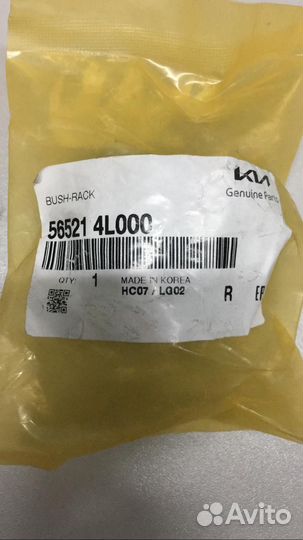 BUSH-RACK
KIA
Genuine Parts
56521 4L000
QTY: 1 MADE IN KOREA
HC07 / LG02
R
Avito